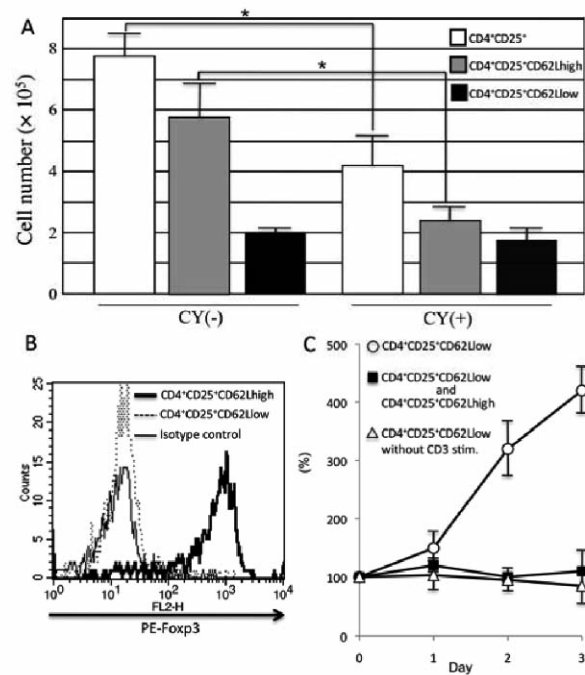 A
*
*
CD4⁺CD25⁺
CD4⁺CD25⁺CD62Lhigh
CD4⁺CD25⁺CD62Llow
Cell number (× 10⁵)
8
6
4
2
0
CY(-)
CY(+)
B
CD4⁺CD25⁺CD62Lhigh
CD4⁺CD25⁺CD62Llow
Isotype control
Counts
25
20
15
10
5
0
10⁰ 10¹ 10² 10³ 10⁴
FL2-H
PE-Foxp3
C
CD4⁺CD25⁺CD62Llow
CD4⁺CD25⁺CD62Llow
and
CD4⁺CD25⁺CD62Lhigh
CD4⁺CD25⁺CD62Llow
without CD3 stim.
(%)
500
400
300
200
100
0
0 1 2 3
Day